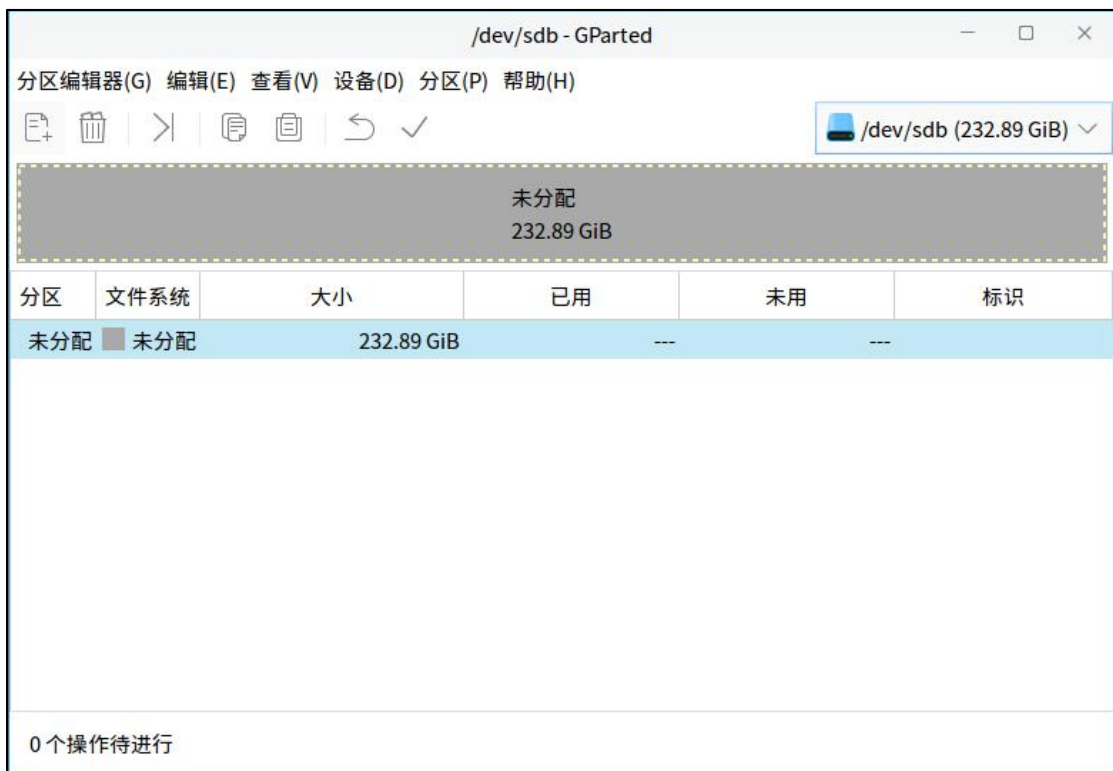 /dev/sdb - GParted
分区编辑器(G) 编辑(E) 查看(V) 设备(D) 分区(P) 帮助(H)
/dev/sdb (232.89 GiB)
未分配
232.89 GiB
分区 文件系统 大小 已用 未用 标识
未分配 未分配 232.89 GiB --- ---
0 个操作待进行